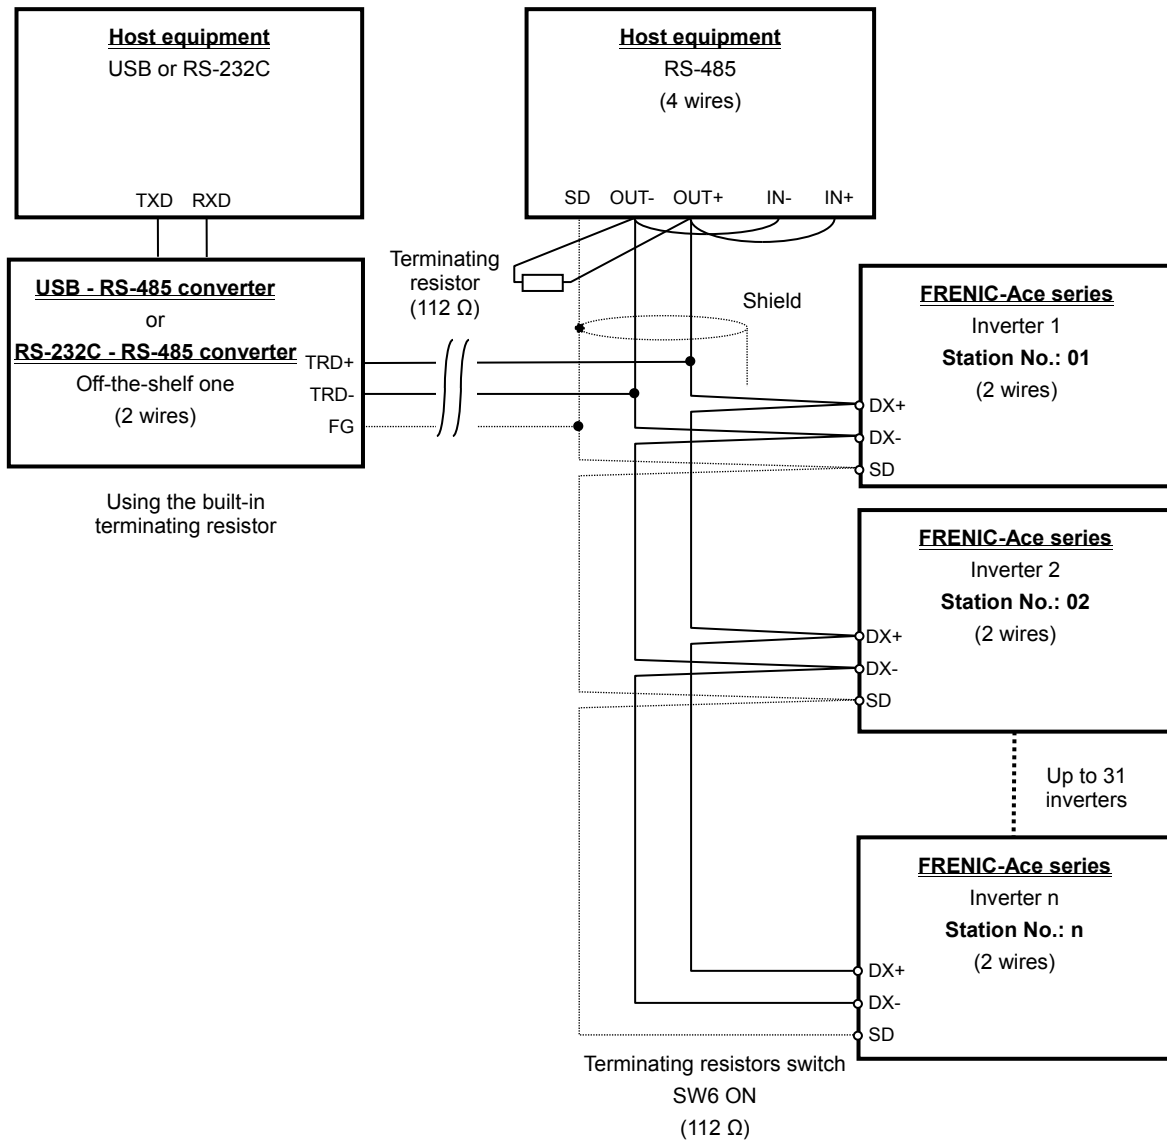 Host equipment
USB or RS-232C
TXD RXD
USB - RS-485 converter
or
RS-232C - RS-485 converter
Off-the-shelf one
(2 wires)
TRD+
TRD-
FG
Using the built-in
terminating resistor
Host equipment
RS-485
(4 wires)
SD OUT- OUT+ IN- IN+
Terminating
resistor
(112 Ω)
Shield
FRENIC-Ace series
Inverter 1
Station No.: 01
(2 wires)
DX+
DX-
SD
FRENIC-Ace series
Inverter 2
Station No.: 02
(2 wires)
DX+
DX-
SD
Up to 31
inverters
FRENIC-Ace series
Inverter n
Station No.: n
(2 wires)
DX+
DX-
SD
Terminating resistors switch
SW6 ON
(112 Ω)